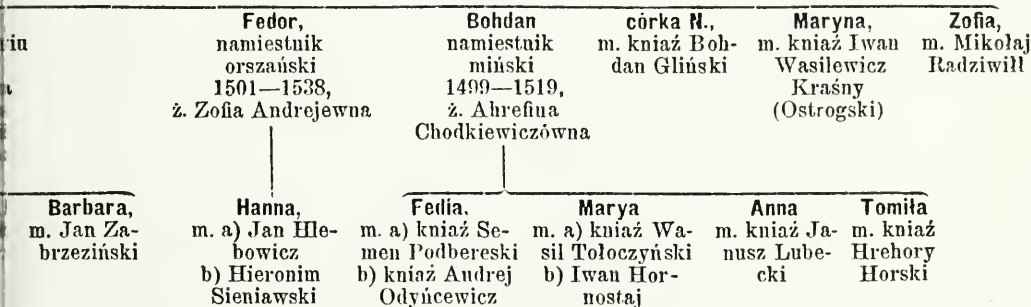 Fedor,
namiestnik
orszański
1501—1538,
ż. Zofia Andrejewna
Bohdan
namiestnik
miński
1499—1519,
ż. Ahrefina
Chodkiewiczówna
córka N.,
m. kniaź Boh-
dan Gliński
Maryna,
m. kniaź Iwan
Wasilewicz
Kraśny
(Ostrogski)
Zofia,
m. Mikołaj
Radziwiłł
Barbara,
m. Jan Za-
brzeziński
Hanna,
m. a) Jan Hle-
bowicz
b) Hieronim
Sieniawski
Fedia.
m. a) kniaź Se-
men Podbereski
b) kniaź Andrej
Odyńcewicz
Marya
m. a) kniaź Wa-
sil Tołoczyński
b) Iwan Hor-
nostaj
Anna
m. kniaź Ja-
nusz Lube-
cki
Tomiła
m. kniaź
Hrehory
Horski